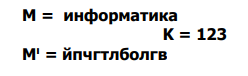 М = информатика
К = 123
М' = йпчгтлболгв